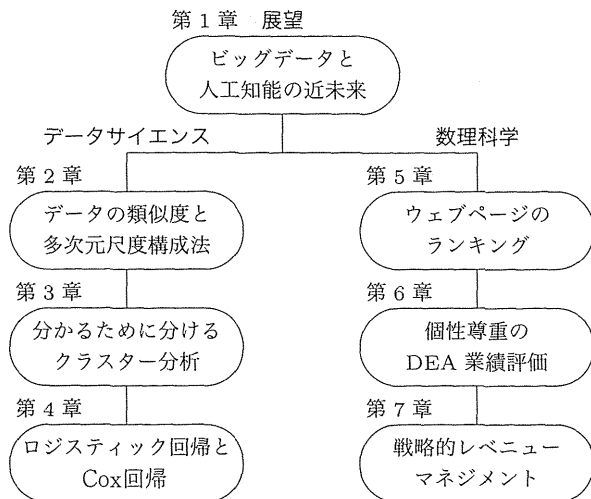 第 1 章　展望
ビッグデータと
人工知能の近未来
データサイエンス
数理科学
第 2 章
データの類似度と
多次元尺度構成法
第 3 章
分かるために分ける
クラスター分析
第 4 章
ロジスティック回帰と
Cox回帰
第 5 章
ウェブページの
ランキング
第 6 章
個性尊重の
DEA 業績評価
第 7 章
戦略的レベニュー
マネジメント